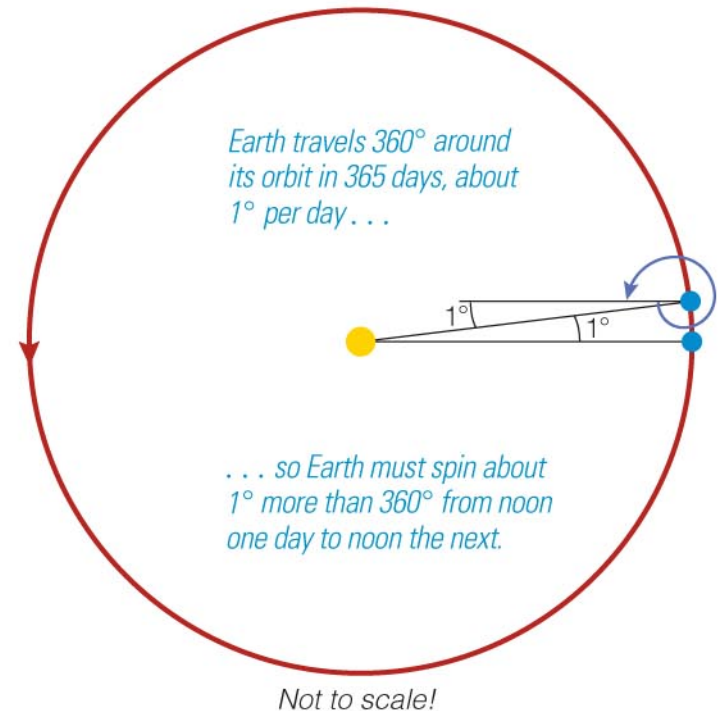 Earth travels 360° around
its orbit in 365 days, about
1° per day . . .
1°
1°
. . . so Earth must spin about
1° more than 360° from noon
one day to noon the next.
Not to scale!